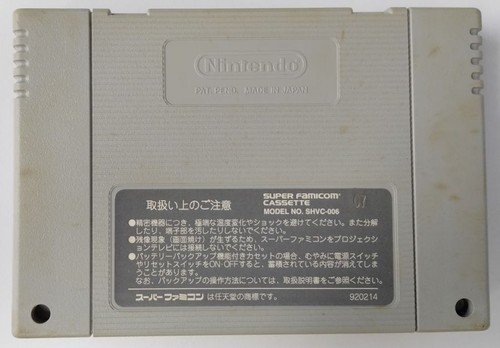 Nintendo
PAT. PEND. MADE IN JAPAN
取扱い上のご注意
SUPER FAMICOM
CASSETTE
MODEL NO. SHVC-006
●精密機器につき、極端な温度変化やショックを避けてください。また分解
したり、端子部を汚したりしないでください。
●残像現象（画面焼け）が生ずるため、スーパーファミコンをプロジェクシ
ョンテレビには接続しないでください。
●バッテリーバックアップ機能付きカセットの場合、むやみに電源スイッチ
やリセットスイッチをON-OFFすると、蓄積されている内容が消えてしま
うことがあります。
なお、バックアップの操作方法については、取扱説明書をご参照ください。
スーパーファミコン は任天堂の商標です。
920214